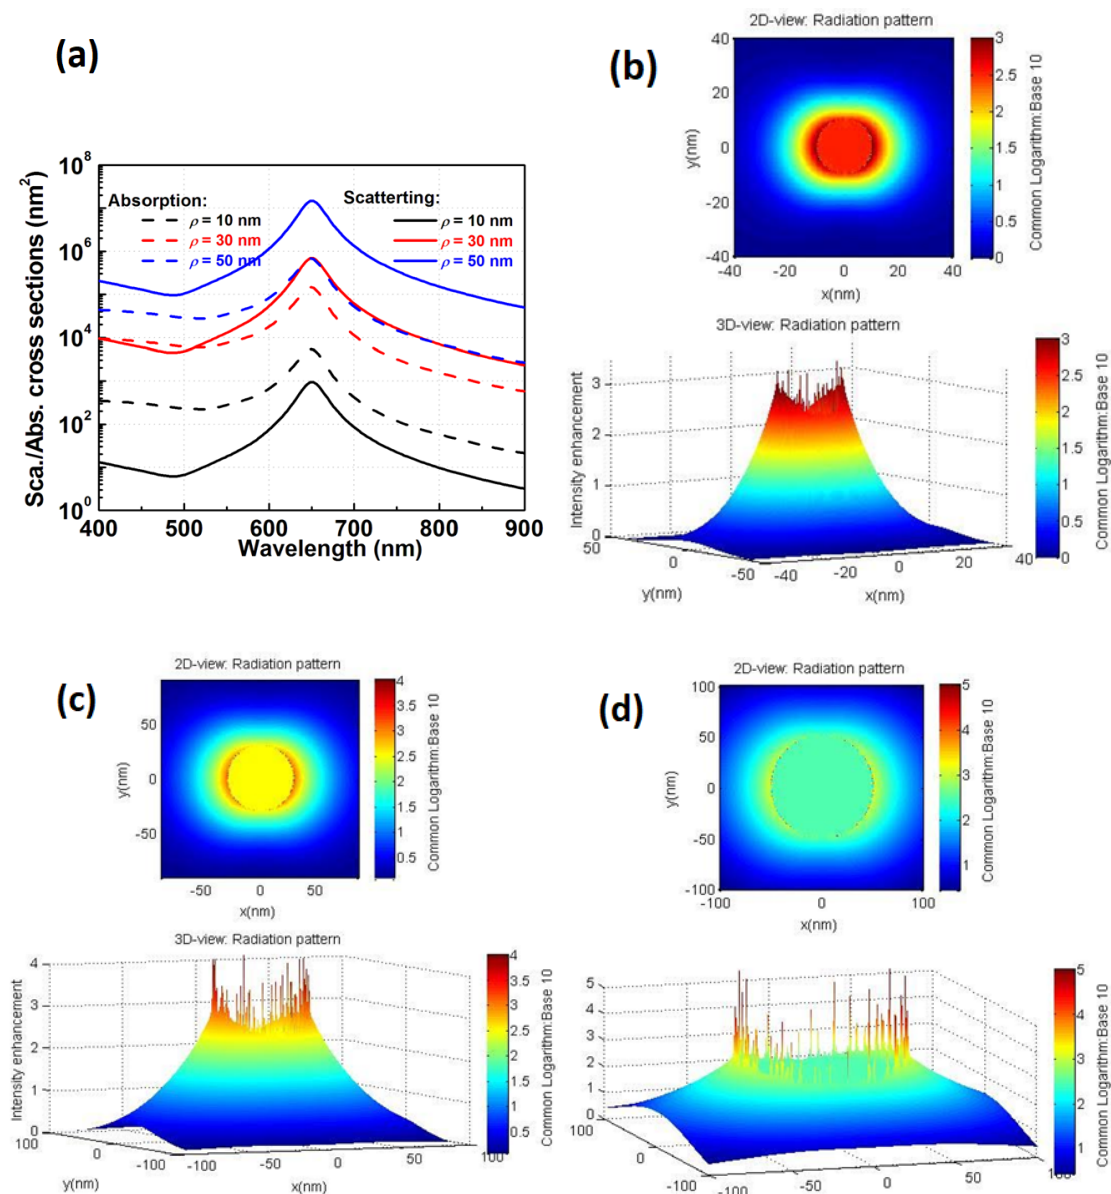 (a)
10^8
10^6
10^4
10^2
10^0
Sca./Abs. cross sections (nm^2)
Absorption:
ρ = 10 nm
ρ = 30 nm
ρ = 50 nm
Scatterting:
ρ = 10 nm
ρ = 30 nm
ρ = 50 nm
400 500 600 700 800 900
Wavelength (nm)
(b)
2D-view: Radiation pattern
40
20
0
-20
-40
y(nm)
-40 -20 0 20 40
x(nm)
3
2.5
2
1.5
1
0.5
0
Common Logarithm:Base 10
3D-view: Radiation pattern
3
2
1
0
Intensity enhancement
50 0 -50
y(nm)
-40 -20 0 20 40
x(nm)
3
2.5
2
1.5
1
0.5
0
Common Logarithm:Base 10
(c)
2D-view: Radiation pattern
50
0
-50
y(nm)
-50 0 50
x(nm)
4
3.5
3
2.5
2
1.5
1
0.5
Common Logarithm:Base 10
3D-view: Radiation pattern
4
3
2
1
0
Intensity enhancement
100 0 -100
y(nm)
-100 -50 0 50 100
x(nm)
4
3.5
3
2.5
2
1.5
1
0.5
Common Logarithm:Base 10
(d)
2D-view: Radiation pattern
100
50
0
-50
-100
y(nm)
-100 0 100
x(nm)
5
4
3
2
1
Common Logarithm:Base 10
5
4
3
2
1
0
100 0 -100
-100 -50 0 50
5
4
3
2
1
Common Logarithm:Base 10